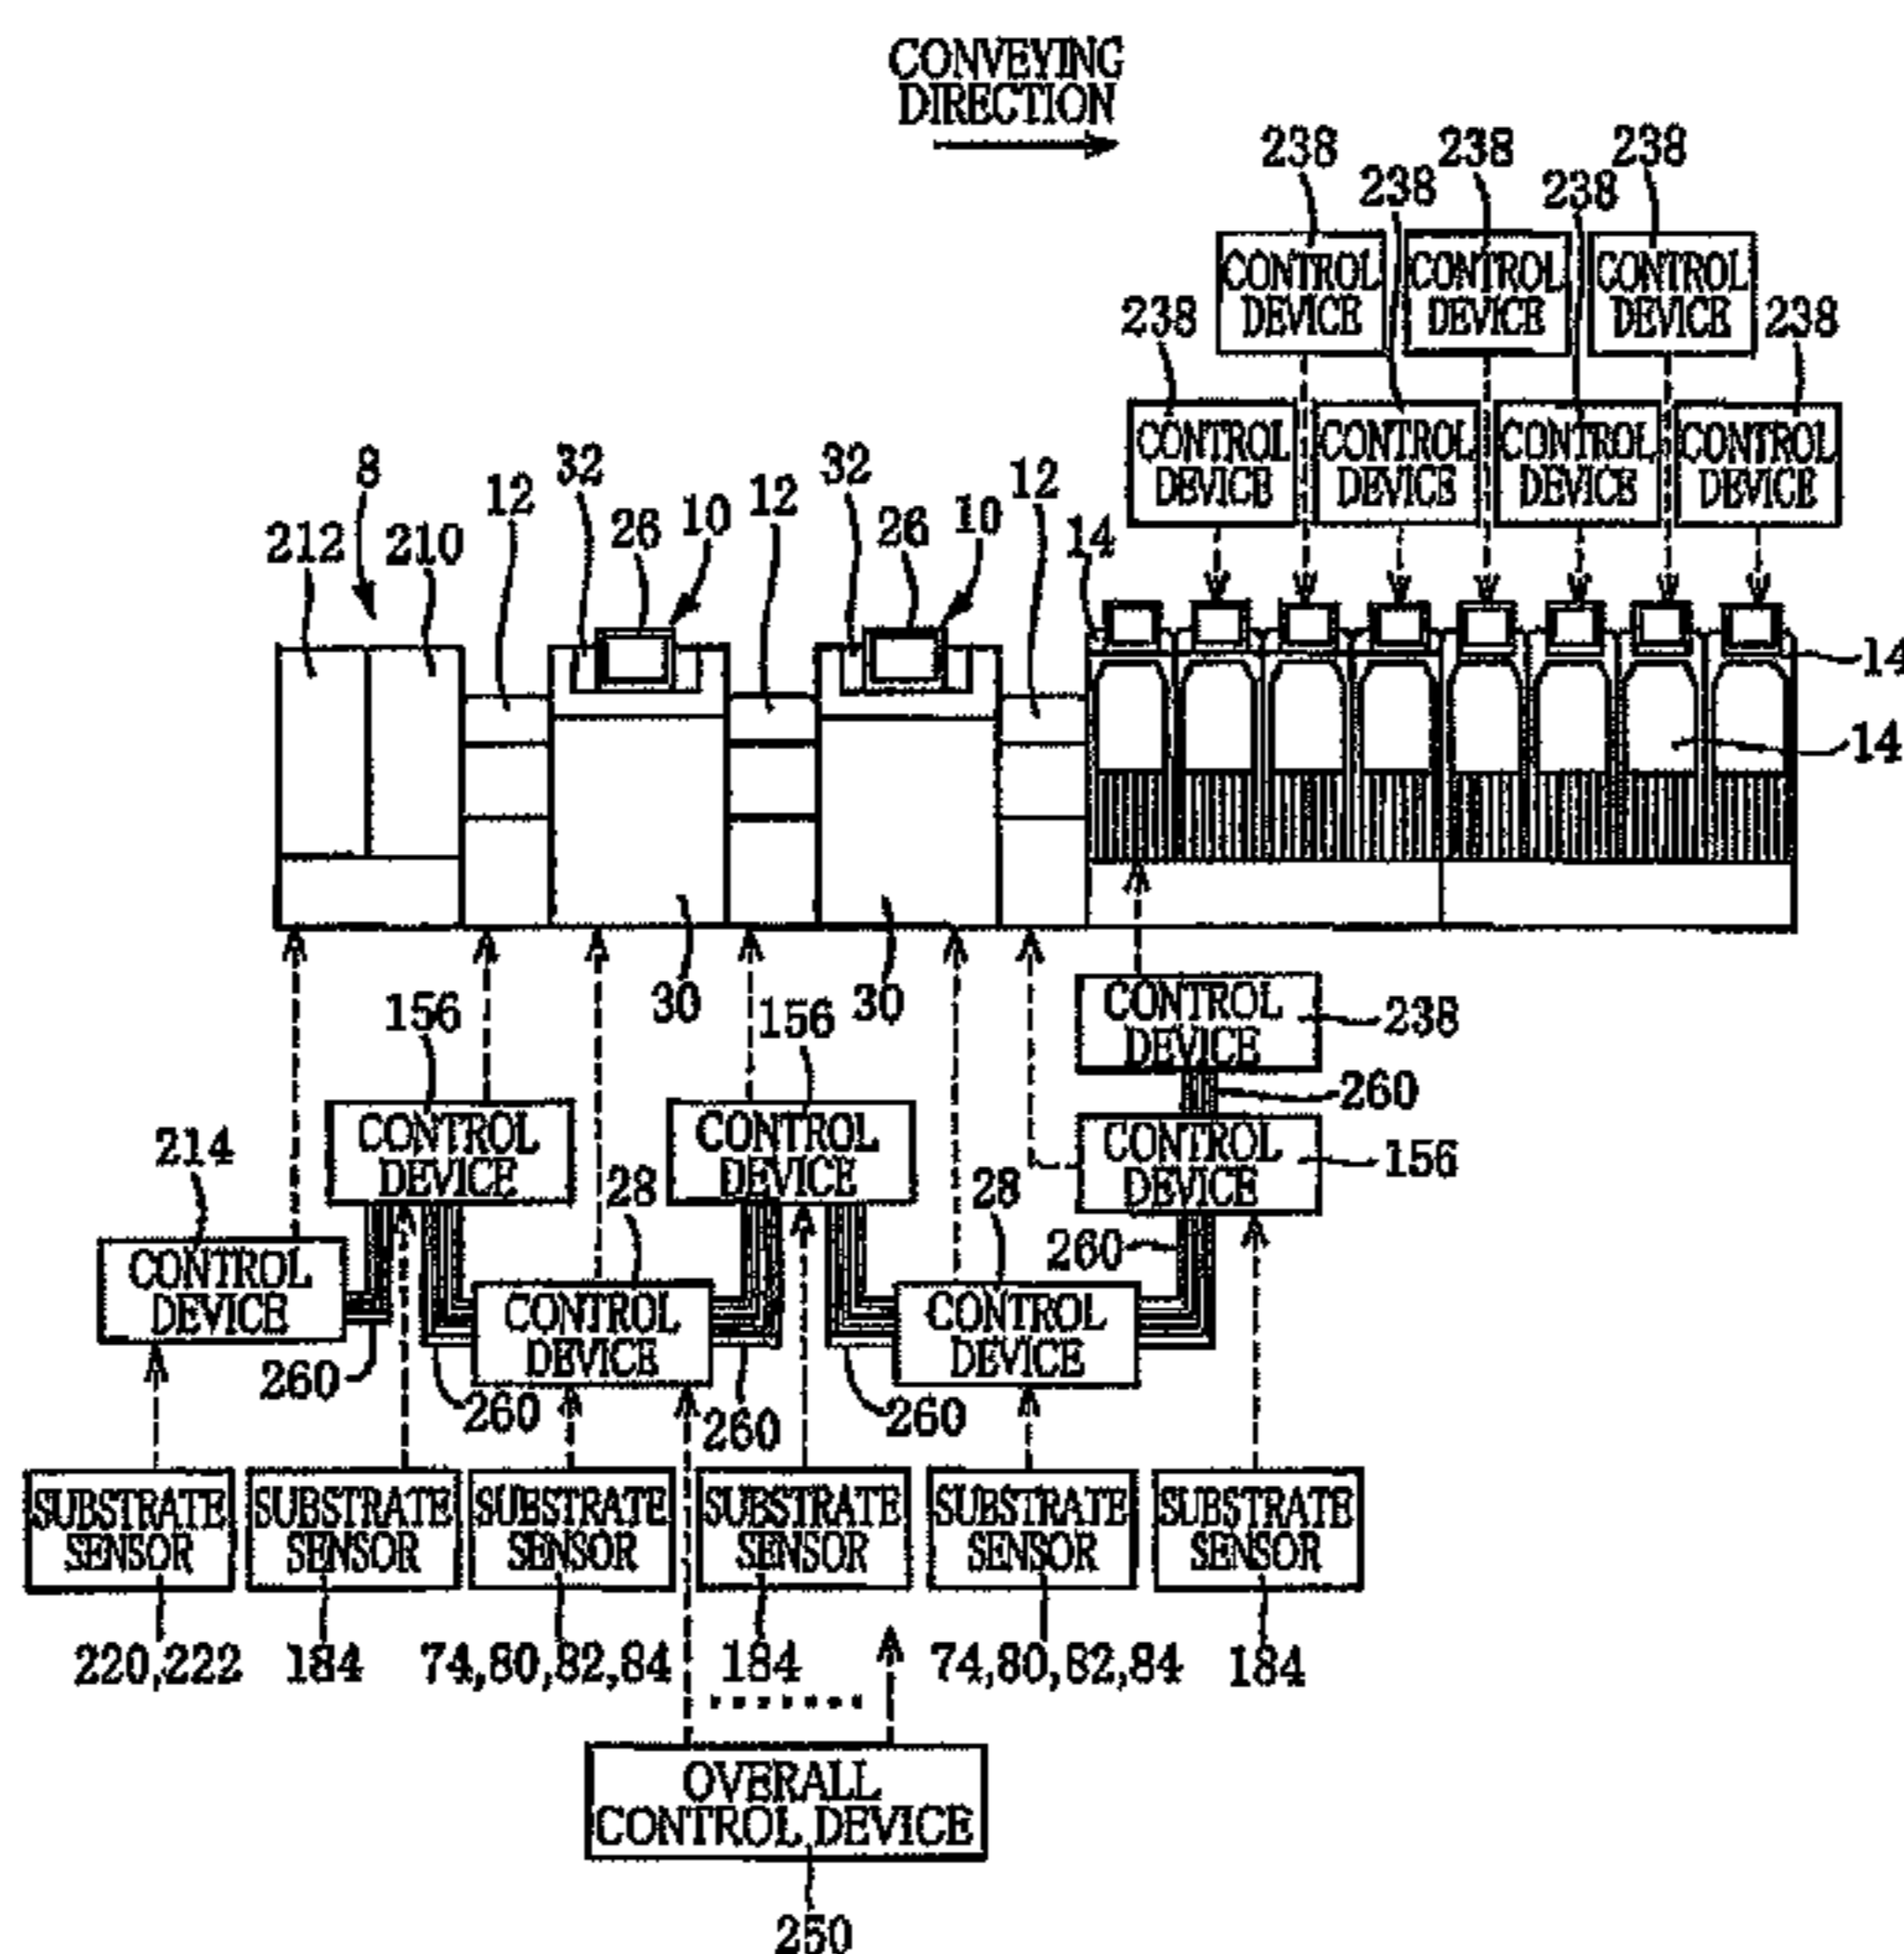 CONVEYING
DIRECTION
238 238 238
238 238
CONTROL
DEVICE
CONTROL
DEVICE
CONTROL
DEVICE
238 238
CONTROL
DEVICE
CONTROL
DEVICE
CONTROL
DEVICE
CONTROL
DEVICE
8 32 12 32 12
212 210 12 26 10 26 10 14
14
14
30 30
156 156
CONTROL
DEVICE
238
260
CONTROL
DEVICE
CONTROL
DEVICE
CONTROL
DEVICE
156
214 28 28
260
CONTROL
DEVICE
CONTROL
DEVICE
CONTROL
DEVICE
260 260 260 260
SUBSTRATE
SENSOR
SUBSTRATE
SENSOR
SUBSTRATE
SENSOR
SUBSTRATE
SENSOR
SUBSTRATE
SENSOR
SUBSTRATE
SENSOR
220,222 184 74,80,82,84 184 74,80,82,84 184
OVERALL
CONTROL DEVICE
250